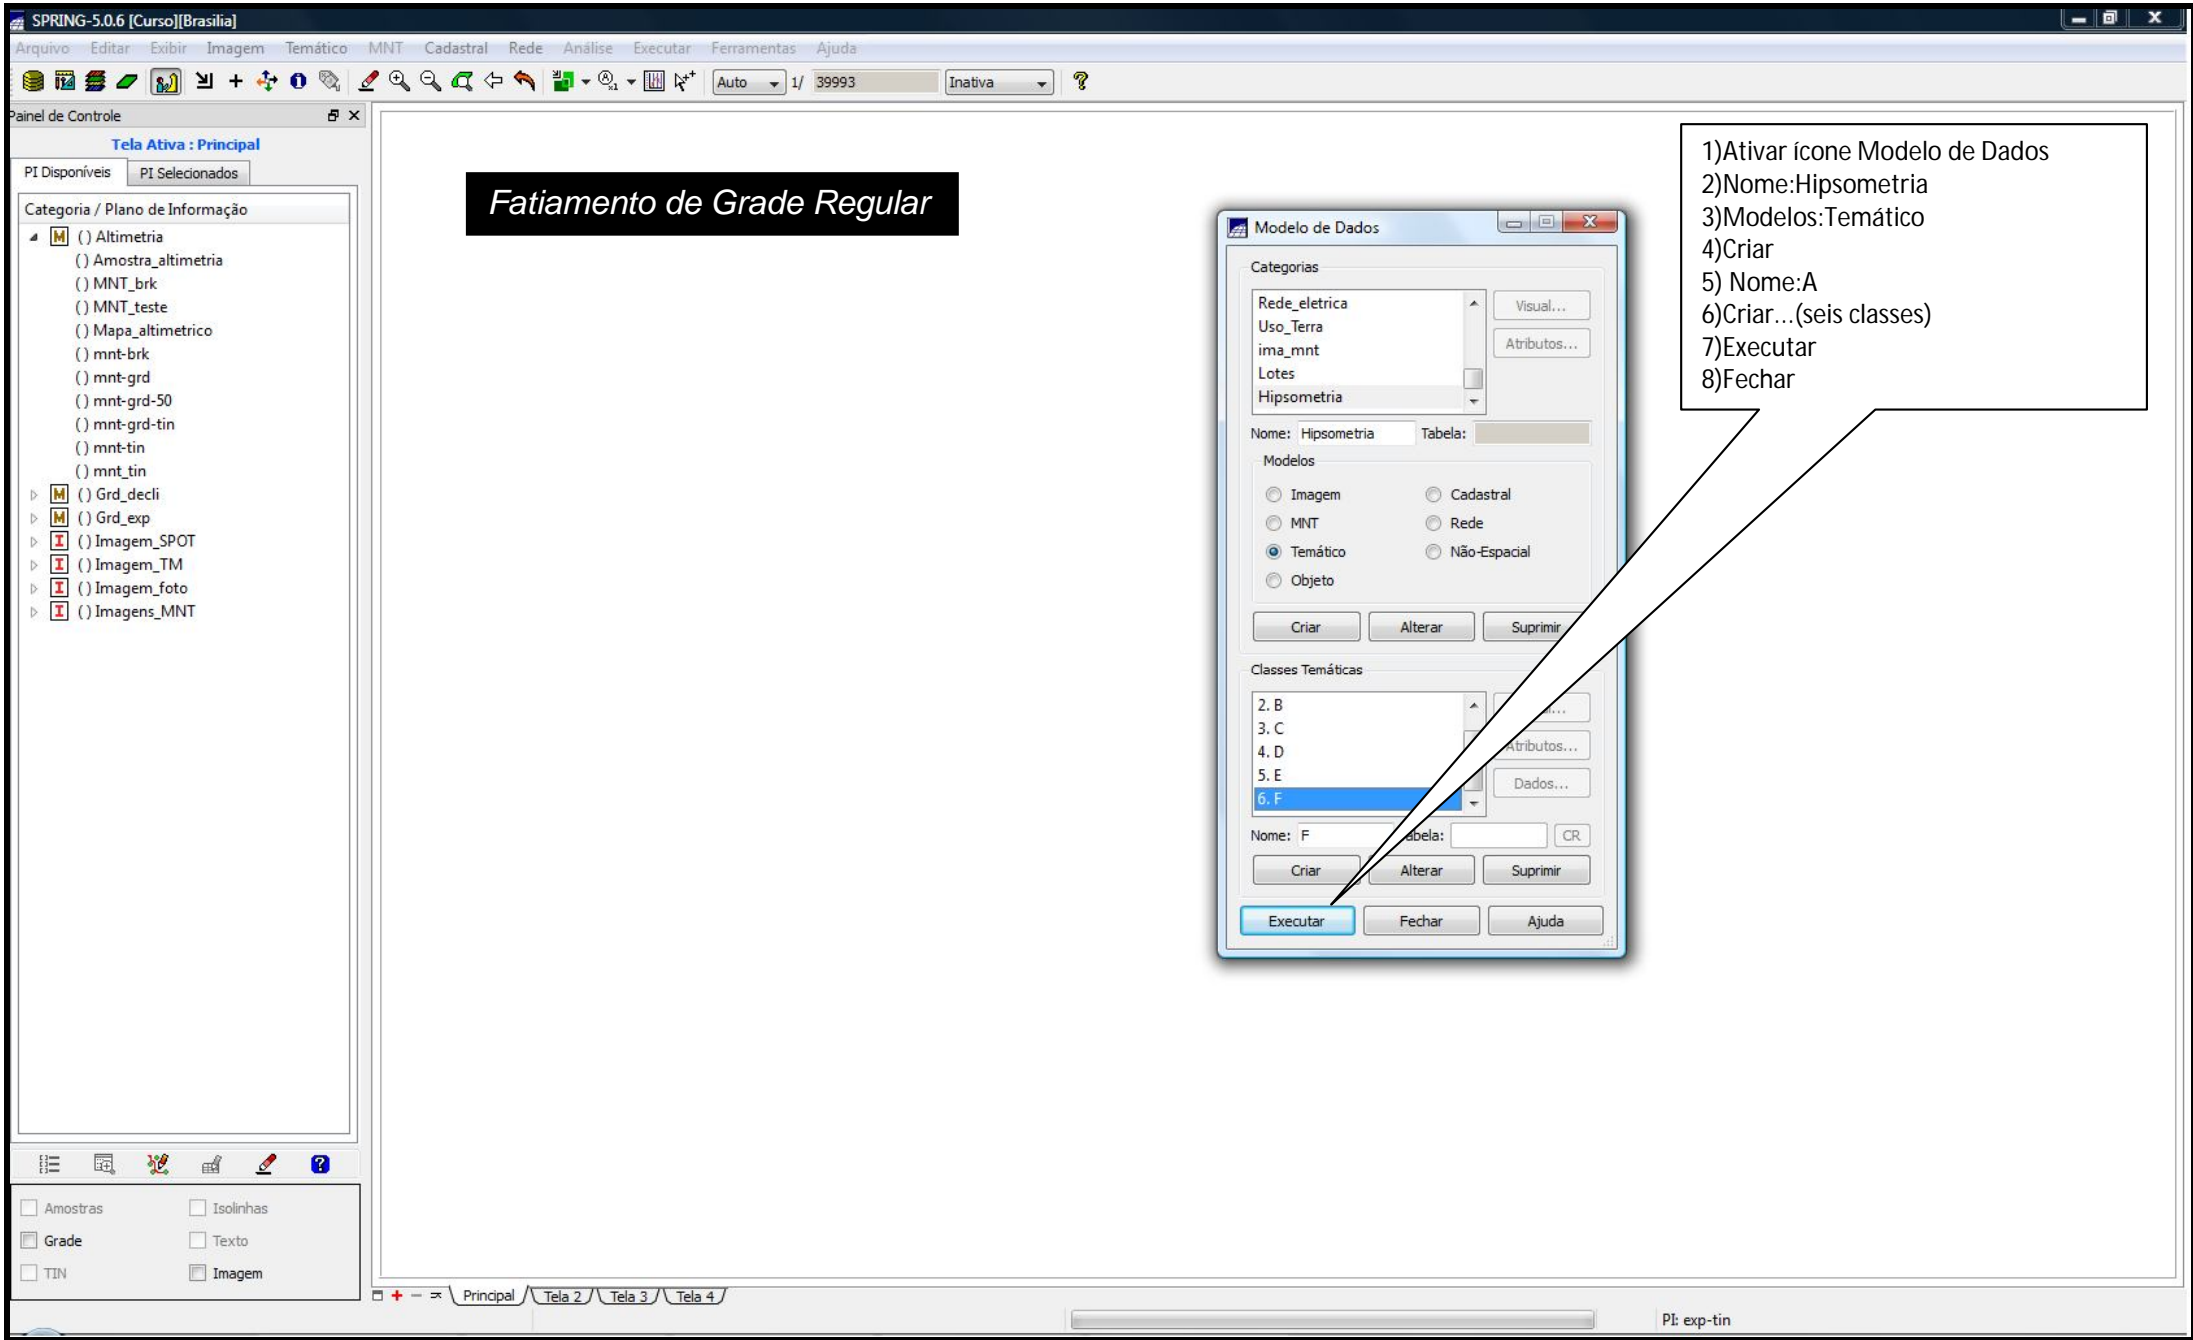 SPRING-5.0.6 [Curso][Brasilia]
Arquivo Editar Exibir Imagem Temático MNT Cadastral Rede Análise Executar Ferramentas Ajuda
Auto 1/ 39993 Inativa
Painel de Controle
Tela Ativa : Principal
PI Disponíveis PI Selecionados
Categoria / Plano de Informação
M ( ) Altimetria
( ) Amostra_altimetria
( ) MNT_brk
( ) MNT_teste
( ) Mapa_altimetrico
( ) mnt-brk
( ) mnt-grd
( ) mnt-grd-50
( ) mnt-grd-tin
( ) mnt-tin
( ) mnt_tin
M ( ) Grd_decli
M ( ) Grd_exp
I ( ) Imagem_SPOT
I ( ) Imagem_TM
I ( ) Imagem_foto
I ( ) Imagens_MNT
Amostras Isolinhas
Grade Texto
TIN Imagem
Fatiamento de Grade Regular
Modelo de Dados
Categorias
Rede_eletrica
Uso_Terra
ima_mnt
Lotes
Hipsometria
Visual...
Atributos...
Nome: Hipsometria Tabela:
Modelos
Imagem Cadastral
MNT Rede
Temático Não-Espacial
Objeto
Criar Alterar Suprimir
Classes Temáticas
2. B
3. C
4. D
5. E
6. F
Atributos...
Dados...
Nome: F abela: CR
Criar Alterar Suprimir
Executar Fechar Ajuda
1)Ativar ícone Modelo de Dados
2)Nome:Hipsometria
3)Modelos:Temático
4)Criar
5) Nome:A
6)Criar...(seis classes)
7)Executar
8)Fechar
Principal Tela 2 Tela 3 Tela 4
PI: exp-tin